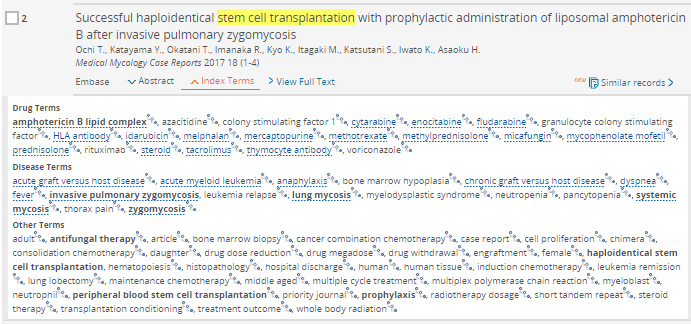 2
Successful haploidentical stem cell transplantation with prophylactic administration of liposomal amphotericin
B after invasive pulmonary zygomycosis
Ochi T., Katayama Y., Okatani T., Imanaka R., Kyo K., Itagaki M., Katsutani S., Iwato K., Asaoku H.
Medical Mycology Case Reports 2017 18 (1-4)
Embase Abstract Index Terms View Full Text new Similar records
Drug Terms
amphotericin B lipid complex, azacitidine, colony stimulating factor 1, cytarabine, enocitabine, fludarabine, granulocyte colony stimulating
factor, HLA antibody, idarubicin, melphalan, mercaptopurine, methotrexate, methylprednisolone, micafungin, mycophenolate mofetil,
prednisolone, rituximab, steroid, tacrolimus, thymocyte antibody, voriconazole
Disease Terms
acute graft versus host disease, acute myeloid leukemia, anaphylaxis, bone marrow hypoplasia, chronic graft versus host disease, dyspnea,
fever, invasive pulmonary zygomycosis, leukemia relapse, lung mycosis, myelodysplastic syndrome, neutropenia, pancytopenia, systemic
mycosis, thorax pain, zygomycosis
Other Terms
adult, antifungal therapy, article, bone marrow biopsy, cancer combination chemotherapy, case report, cell proliferation, chimera,
consolidation chemotherapy, daughter, drug dose reduction, drug megadose, drug withdrawal, engraftment, female, haploidentical stem
cell transplantation, hematopoiesis, histopathology, hospital discharge, human, human tissue, induction chemotherapy, leukemia remission
, lung lobectomy, maintenance chemotherapy, middle aged, multiple cycle treatment, multiplex polymerase chain reaction, myeloblast,
neutrophil, peripheral blood stem cell transplantation, priority journal, prophylaxis, radiotherapy dosage, short tandem repeat, steroid
therapy, transplantation conditioning, treatment outcome, whole body radiation